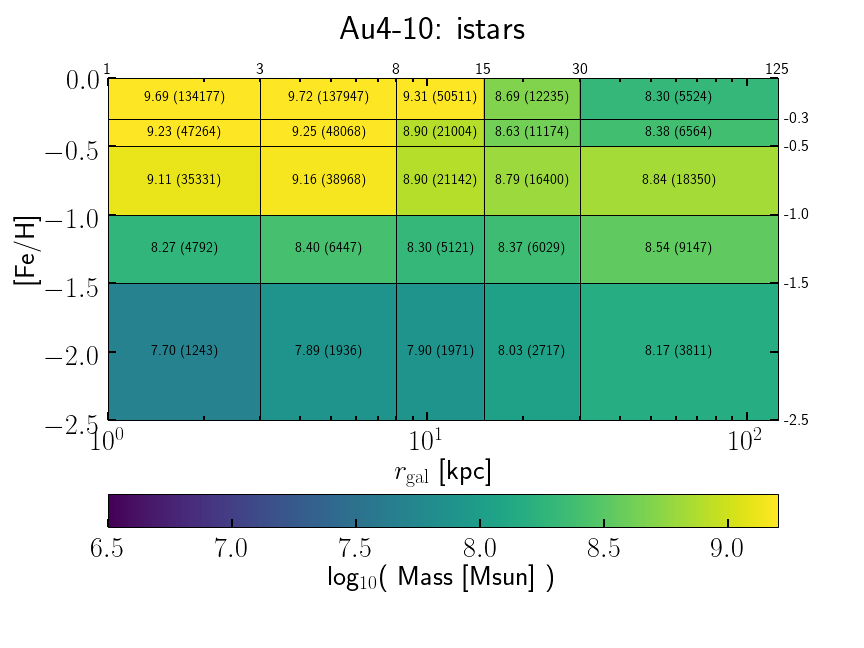 Au4-10: istars
1 3 8 15 30 125
0.0 9.69 (134177) 9.72 (137947) 9.31 (50511) 8.69 (12235) 8.30 (5524)
-0.3
9.23 (47264) 9.25 (48068) 8.90 (21004) 8.63 (11174) 8.38 (6564)
−0.5 -0.5
9.11 (35331) 9.16 (38968) 8.90 (21142) 8.79 (16400) 8.84 (18350)
−1.0 -1.0
[Fe/H]
8.27 (4792) 8.40 (6447) 8.30 (5121) 8.37 (6029) 8.54 (9147)
−1.5 -1.5
−2.0 7.70 (1243) 7.89 (1936) 7.90 (1971) 8.03 (2717) 8.17 (3811)
−2.5 -2.5
10⁰ 10¹ 10²
r_gal [kpc]
6.5 7.0 7.5 8.0 8.5 9.0
log₁₀( Mass [Msun] )